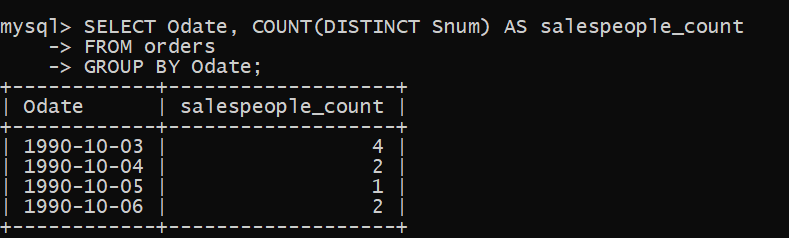 mysql> SELECT Odate, COUNT(DISTINCT Snum) AS salespeople_count
    -> FROM orders
    -> GROUP BY Odate;
+------------+-------------------+
| Odate      | salespeople_count |
+------------+-------------------+
| 1990-10-03 |                 4 |
| 1990-10-04 |                 2 |
| 1990-10-05 |                 1 |
| 1990-10-06 |                 2 |
+------------+-------------------+